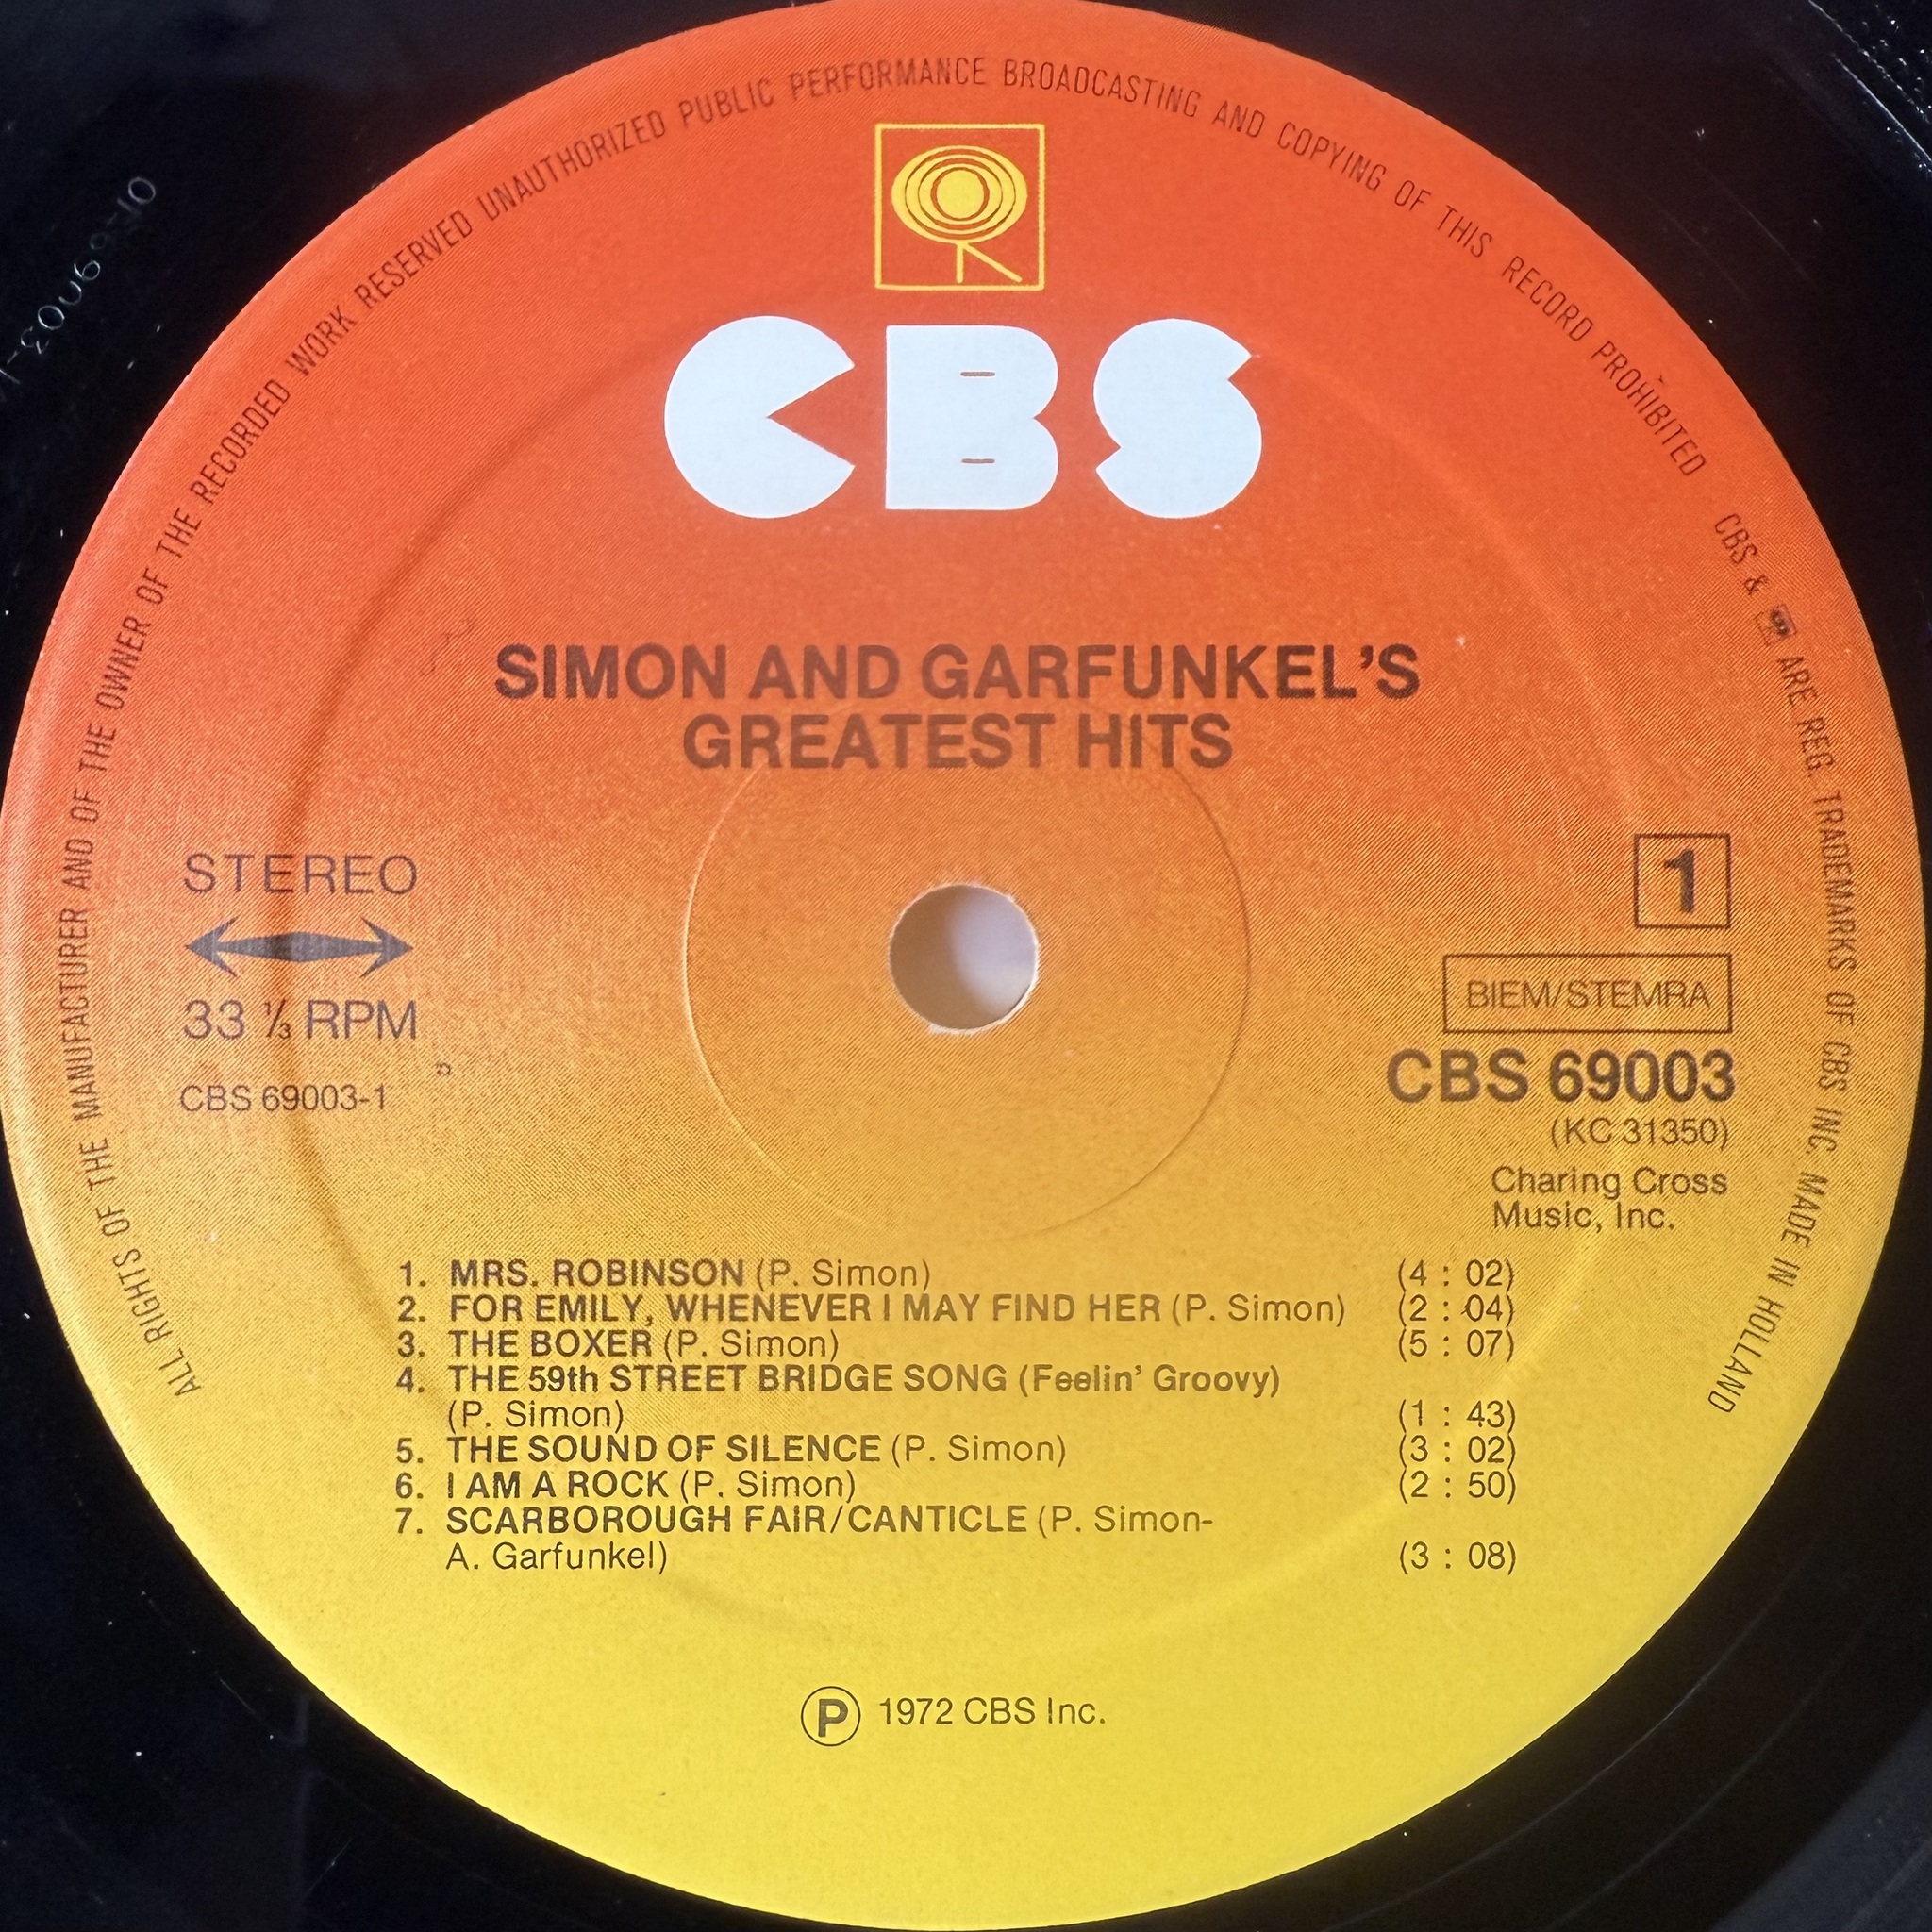 ALL RIGHTS OF THE MANUFACTURER AND OF THE OWNER OF THE RECORDED WORK RESERVED UNAUTHORIZED PUBLIC PERFORMANCE BROADCASTING AND COPYING OF THIS RECORD PROHIBITED CBS & ARE REG. TRADEMARKS OF CBS INC. MADE IN HOLLAND
CBS
SIMON AND GARFUNKEL'S
GREATEST HITS
STEREO
33 ⅓ RPM
CBS 69003-1
1
BIEM/STEMRA
CBS 69003
(KC 31350)
Charing Cross
Music, Inc.
1. MRS. ROBINSON (P. Simon) (4 : 02)
2. FOR EMILY, WHENEVER I MAY FIND HER (P. Simon) (2 : 04)
3. THE BOXER (P. Simon) (5 : 07)
4. THE 59th STREET BRIDGE SONG (Feelin' Groovy)
(P. Simon) (1 : 43)
5. THE SOUND OF SILENCE (P. Simon) (3 : 02)
6. I AM A ROCK (P. Simon) (2 : 50)
7. SCARBOROUGH FAIR/CANTICLE (P. Simon-
A. Garfunkel) (3 : 08)
Ⓟ 1972 CBS Inc.